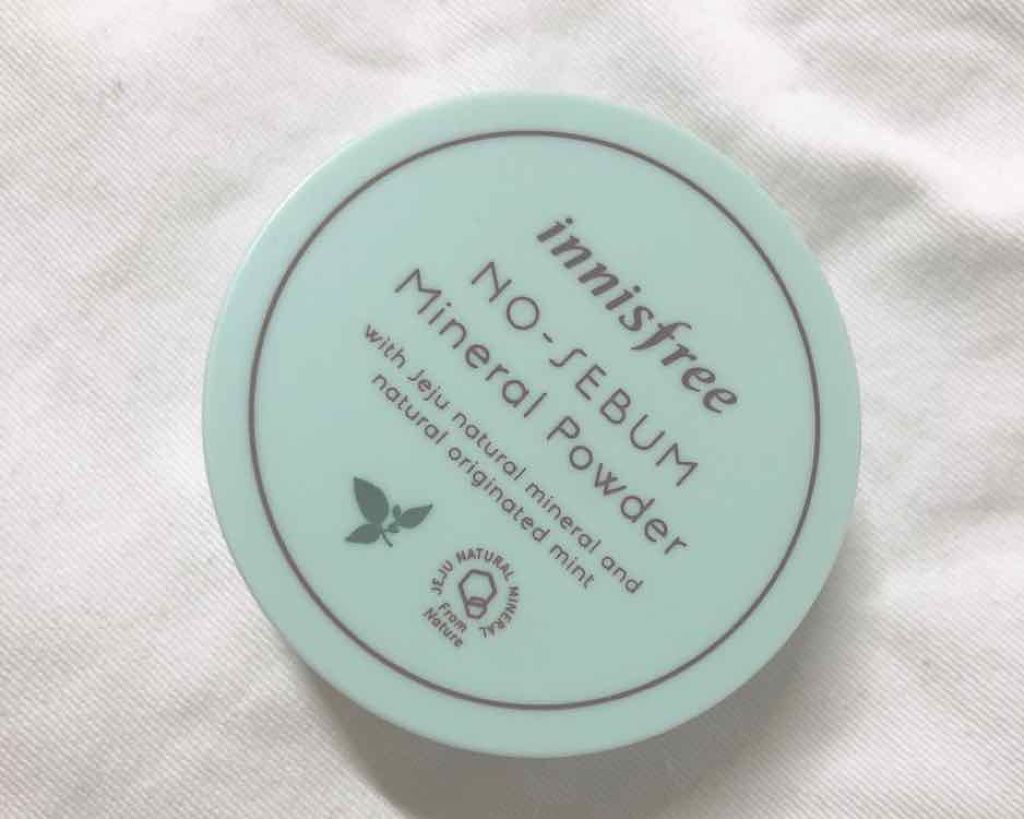 innisfree
NO-SEBUM
Mineral Powder
with Jeju natural mineral and
natural originated mint
JEJU NATURAL MINERAL
From
Nature